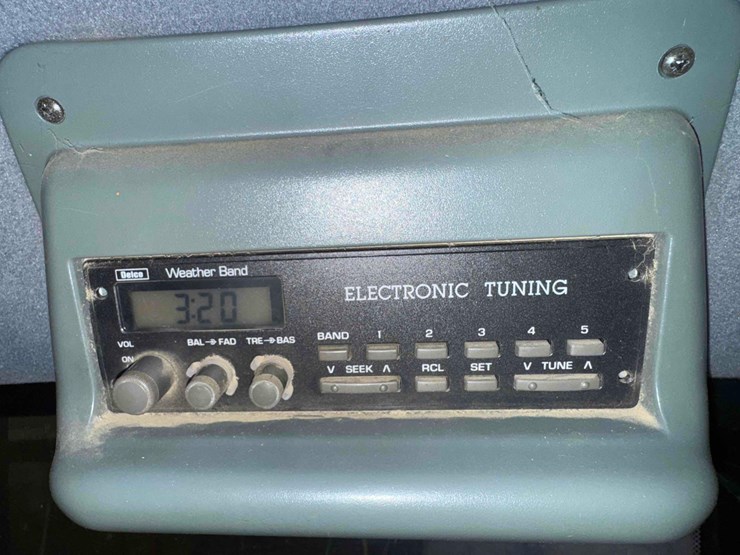 Delco Weather Band
3:20
ELECTRONIC TUNING
VOL BAL FAD TRE BAS
ON
BAND 1 2 3 4 5
V SEEK Λ RCL SET V TUNE Λ